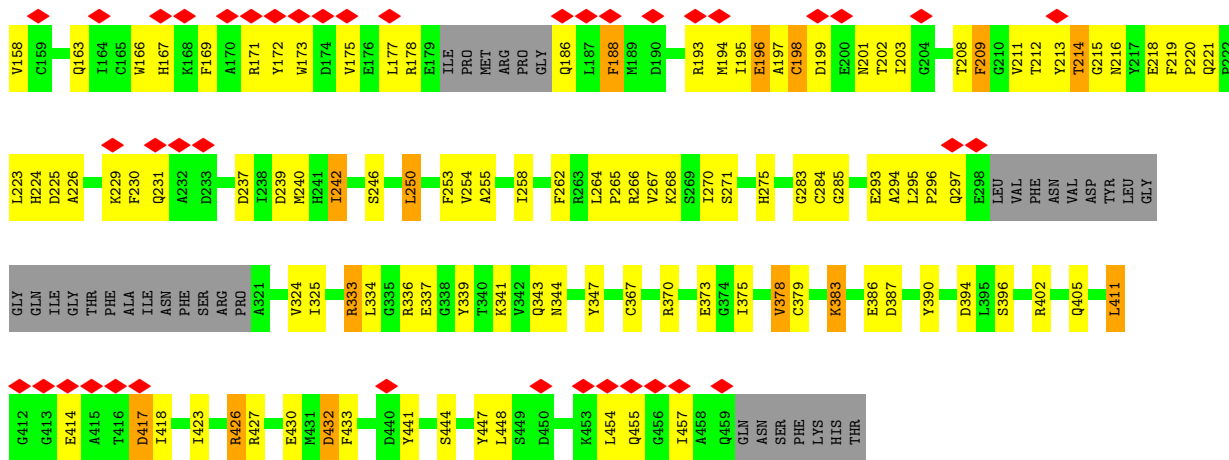 V158 C159 Q163 I164 C165 W166 H167 K168 F169 A170 R171 Y172 W173 D174 V175 E176 L177 R178 E179 ILE PRO MET ARG PRO GLY Q186 L187 F188 M189 D190 R193 M194 I195 E196 A197 C198 D199 E200 N201 T202 I203 G204 T208 F209 G210 V211 T212 Y213 T214 G215 N216 Y217 E218 F219 P220 Q221 P222
L223 H224 D225 A226 K229 F230 Q231 A232 D233 D237 I238 D239 M240 H241 I242 S246 L250 F253 V254 A255 I258 F262 R263 L264 P265 R266 V267 K268 S269 I270 S271 H275 G283 C284 G285 E293 A294 L295 P296 Q297 E298 LEU VAL PHE ASN VAL ASP TYR LEU GLY
GLY GLN ILE GLY THR PHE ALA ILE ASN PHE SER ARG PRO A321 V324 I325 R333 L334 G335 R336 E337 G338 Y339 T340 K341 V342 Q343 N344 Y347 C367 R370 E373 G374 I375 V378 C379 K383 E386 D387 Y390 D394 L395 S396 R402 Q405 L411
G412 G413 E414 A415 T416 D417 I418 I423 R426 R427 E430 M431 D432 F433 D440 Y441 S444 Y447 L448 S449 D450 K453 L454 Q455 G456 I457 A458 Q459 GLN ASN SER PHE LYS HIS THR